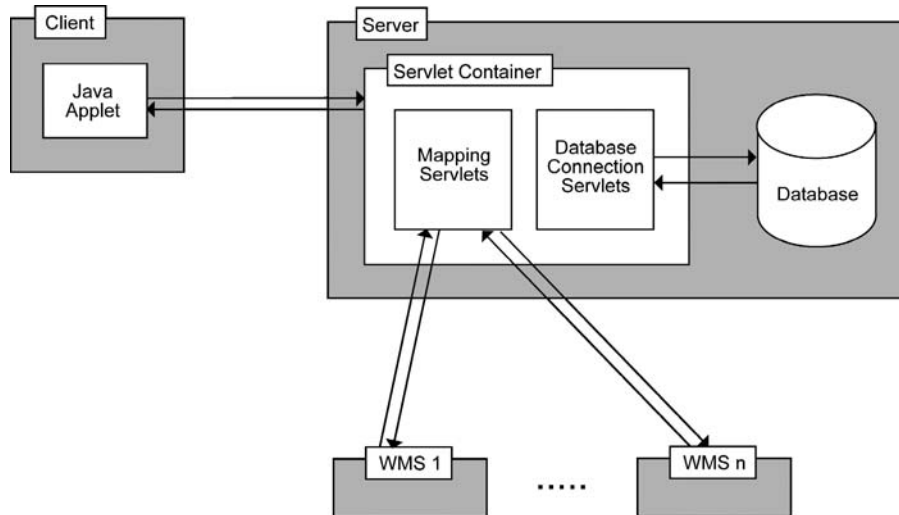 Client
Java
Applet
Server
Servlet Container
Mapping
Servlets
Database
Connection
Servlets
Database
WMS 1
.....
WMS n